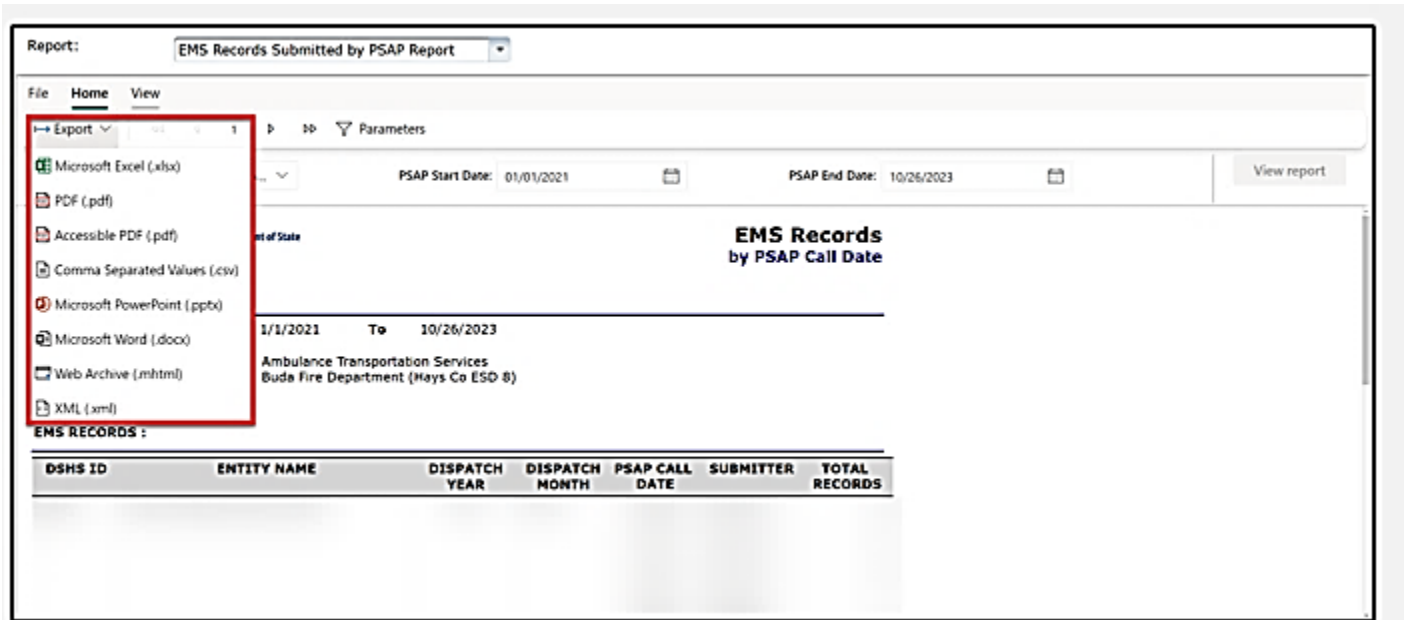 Report: EMS Records Submitted by PSAP Report
File Home View
Export 1 Parameters
Microsoft Excel (.xlsx)
... PSAP Start Date: 01/01/2021 PSAP End Date: 10/26/2023 View report
PDF (.pdf)
Accessible PDF (.pdf)
nt of State EMS Records
by PSAP Call Date
Comma Separated Values (.csv)
Microsoft PowerPoint (.pptx)
1/1/2021 To 10/26/2023
Microsoft Word (.docx)
Ambulance Transportation Services
Web Archive (.mhtml)
Buda Fire Department (Hays Co ESD 8)
XML (.xml)
EMS RECORDS :
DSHS ID ENTITY NAME DISPATCH YEAR DISPATCH MONTH PSAP CALL DATE SUBMITTER TOTAL RECORDS